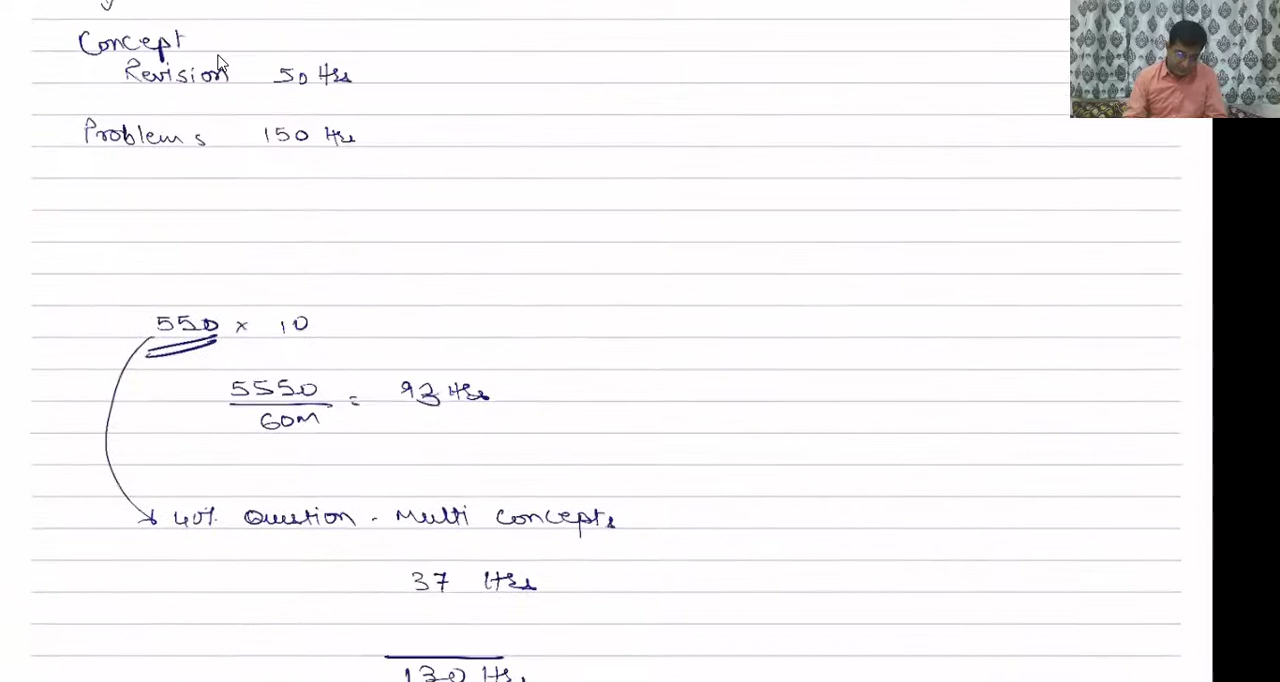 Concept
Revision 50 Hrs
Problems 150 Hrs
550 × 10
5550
60M
= 93 Hrs
40% Question - Multi Concepts
37 Hrs
130 Hrs